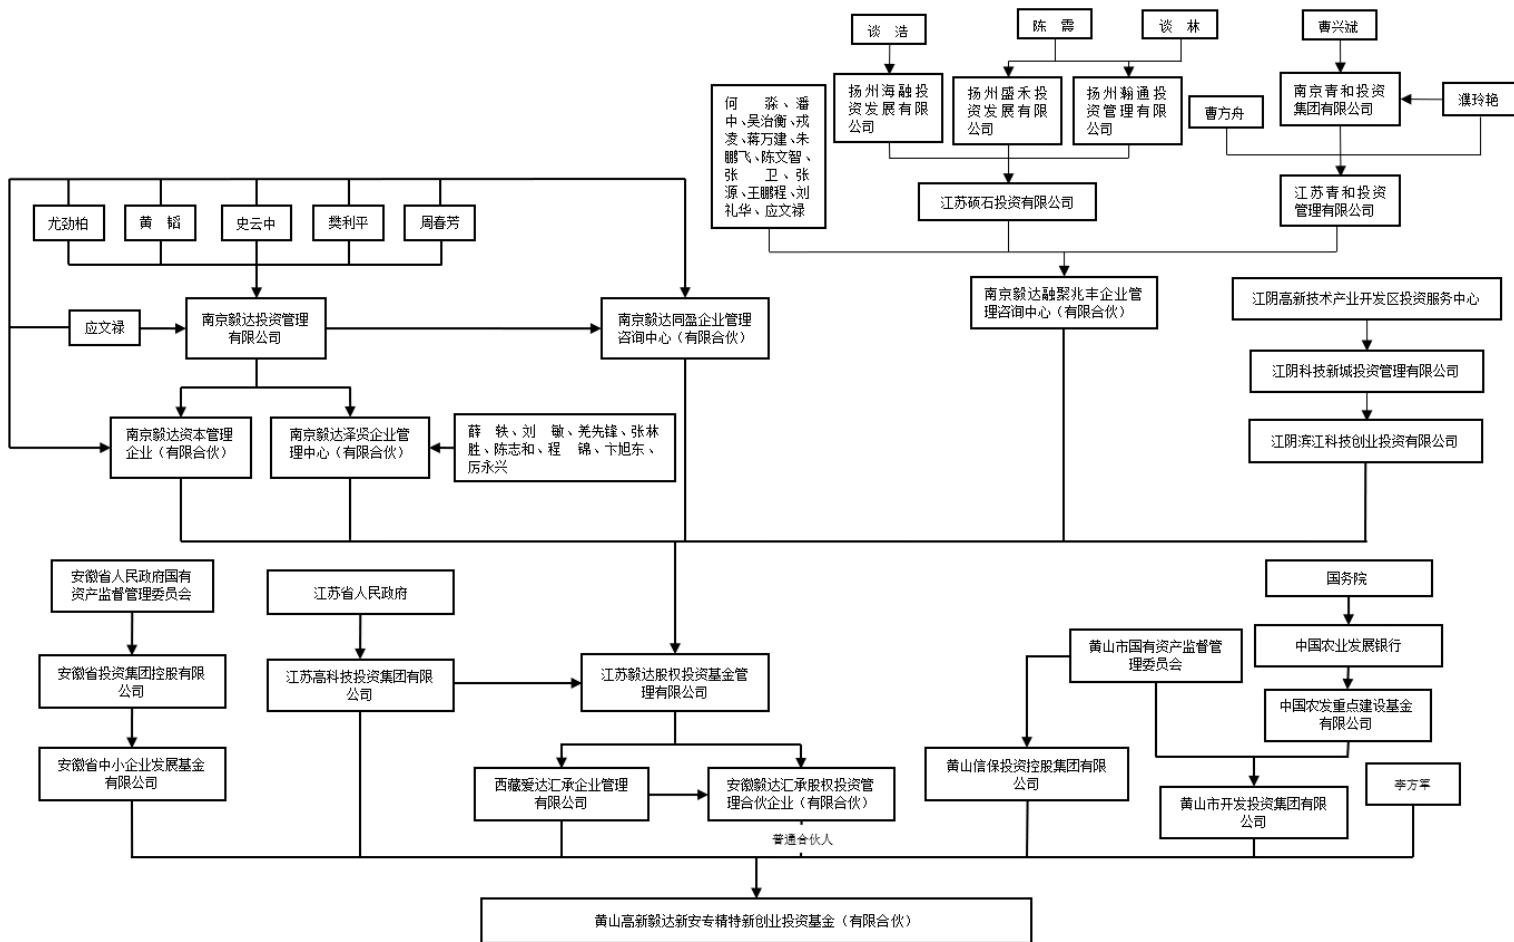 谈　浩
陈　霞
谈　林
曹兴斌
扬州海融投
资发展有限
公司
扬州盛禾投
资发展有限
公司
扬州瀚通投
资管理有限
公司
南京青和投资
集团有限公司
濮玲艳
曹方舟
何　淼、潘
中、吴治衡、戎
凌、蒋万建、朱
鹏飞、陈文智、
张　卫、张
源、王鹏程、刘
礼华、应文禄
江苏硕石投资有限公司
江苏青和投资
管理有限公司
尤劲柏
黄　韬
史云中
樊利平
周春芳
应文禄
南京毅达投资管理
有限公司
南京毅达同盈企业管理
咨询中心（有限合伙）
南京毅达融聚兆丰企业管
理咨询中心（有限合伙）
江阴高新技术产业开发区投资服务中心
江阴科技新城投资管理有限公司
江阴滨江科技创业投资有限公司
南京毅达资本管理
企业（有限合伙）
南京毅达泽贤企业管
理中心（有限合伙）
薛　轶、刘　敏、羌先锋、张林
胜、陈志和、程　锦、卞旭东、
厉永兴
安徽省人民政府国有
资产监督管理委员会
江苏省人民政府
国务院
安徽省投资集团控股有限
公司
江苏高科技投资集团有限
公司
江苏毅达股权投资基金管
理有限公司
黄山市国有资产监督管
理委员会
中国农业发展银行
中国农发重点建设基金
有限公司
安徽省中小企业发展基金
有限公司
西藏爱达汇承企业管理
有限公司
安徽毅达汇承股权投资管
理合伙企业（有限合伙）
黄山信保投资控股集团有限
公司
黄山市开发投资集团有限
公司
李方军
普通合伙人
黄山高新毅达新安专精特新创业投资基金（有限合伙）